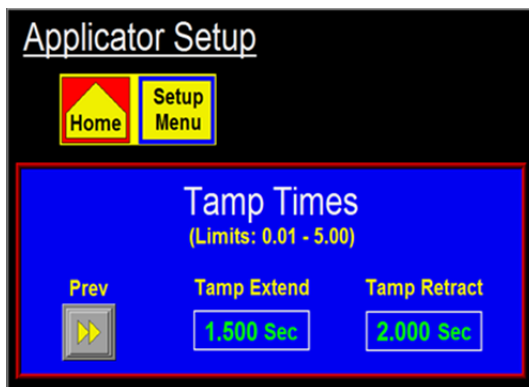 Applicator Setup
Home
Setup
Menu
Tamp Times
(Limits: 0.01 - 5.00)
Prev
Tamp Extend
Tamp Retract
1.500 Sec
2.000 Sec